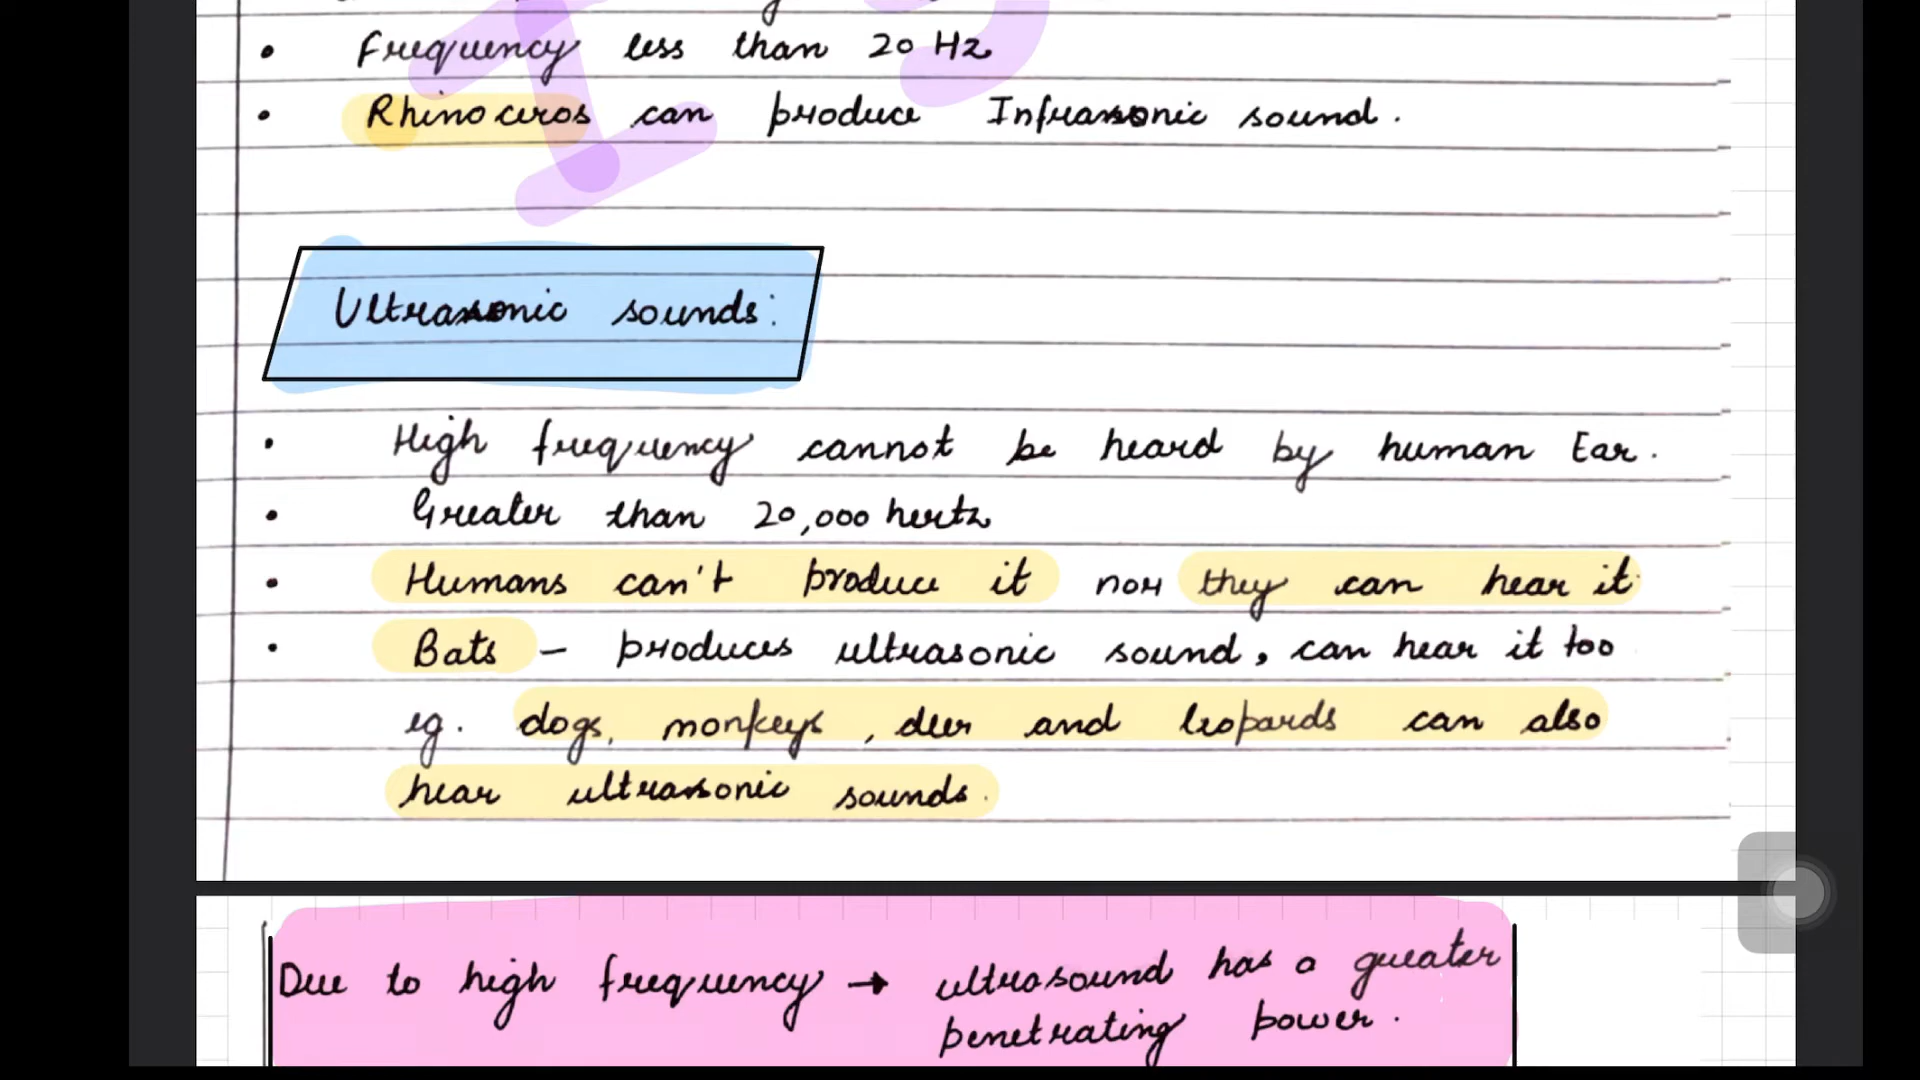 • Frequency less than 20 Hz
• Rhinoceros can produce Infrasonic sound.
Ultrasonic sounds:
• High frequency cannot be heard by human Ear.
• Greater than 20,000 hertz
• Humans can't produce it nor they can hear it.
• Bats – produces ultrasonic sound, can hear it too
eg. dogs, monkeys, deer and leopards can also
hear ultrasonic sounds.
Due to high frequency → ultrasound has a greater
penetrating power.